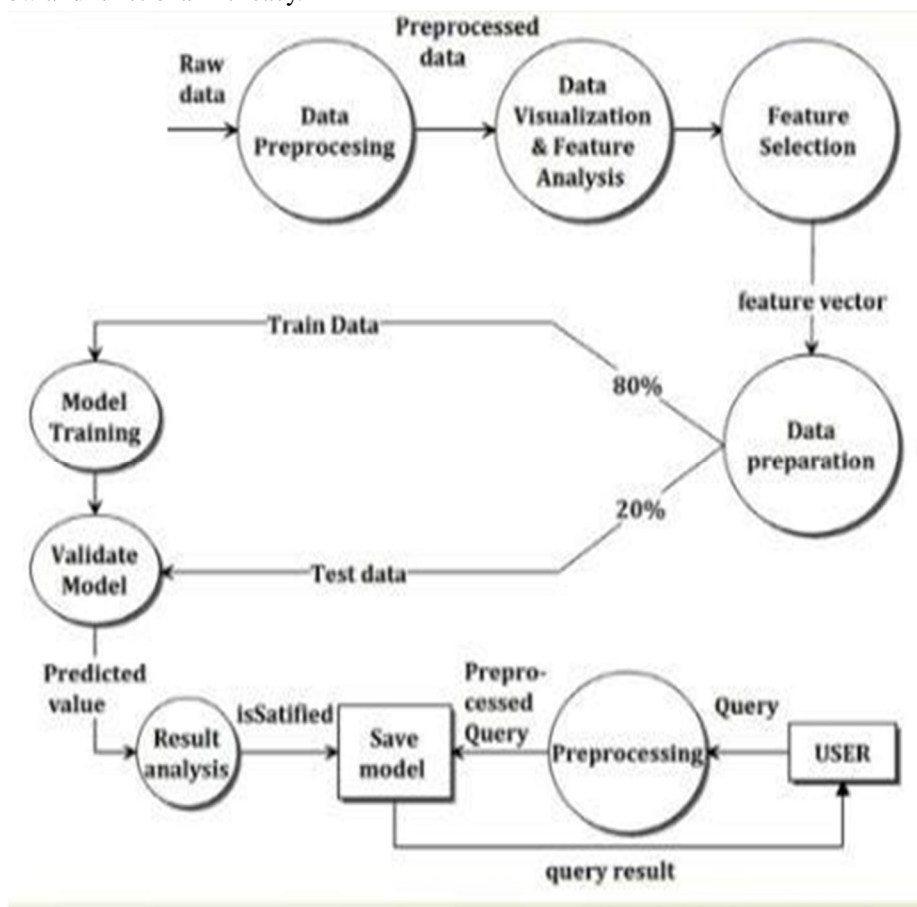 Raw
data
Data
Preprocesing
Preprocessed
data
Data
Visualization
& Feature
Analysis
Feature
Selection
feature vector
Data
preparation
80%
Train Data
20%
Test data
Model
Training
Validate
Model
Predicted
value
Result
analysis
isSatified
Save
model
Prepro-
cessed
Query
Preprocessing
Query
USER
query result